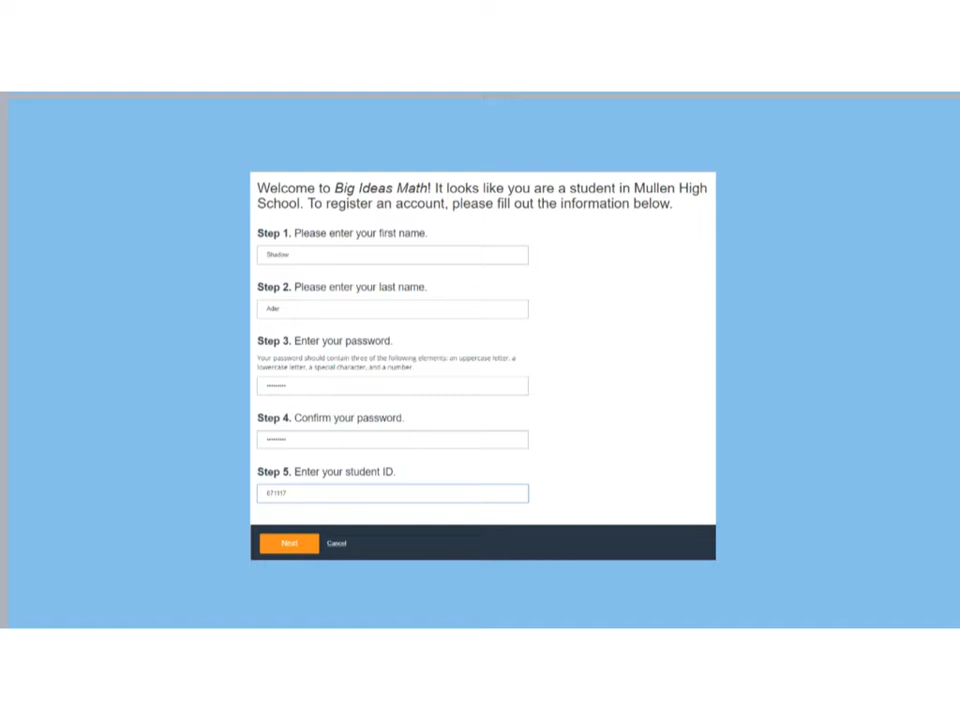 Welcome to Big Ideas Math! It looks like you are a student in Mullen High
School. To register an account, please fill out the information below.
Step 1. Please enter your first name.
Shadow
Step 2. Please enter your last name.
Ader
Step 3. Enter your password.
Your password should contain three of the following elements: an uppercase letter, a
lowercase letter, a special character, and a number.
•••••••••
Step 4. Confirm your password.
•••••••••
Step 5. Enter your student ID.
Next Cancel